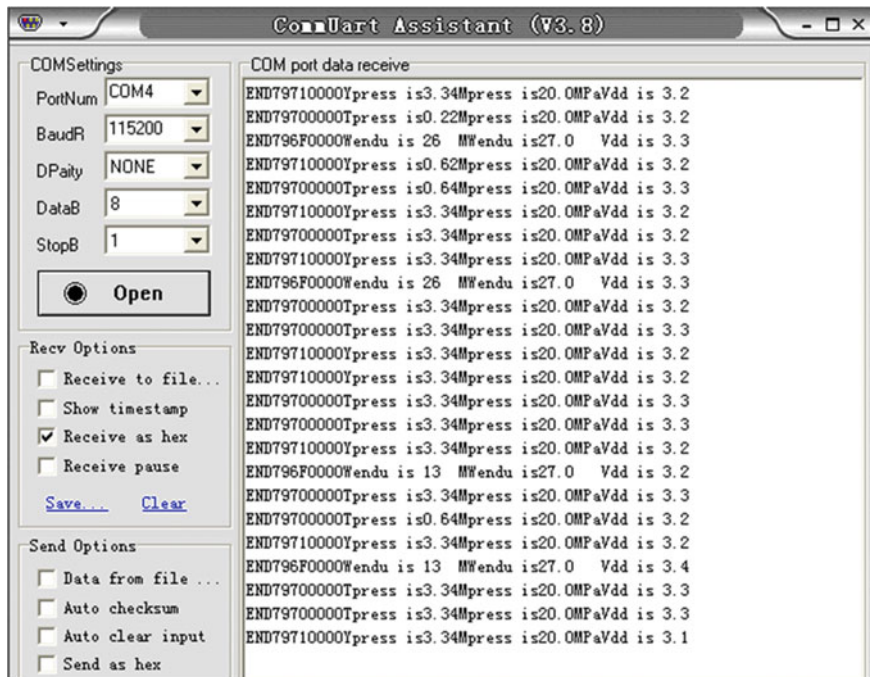 CommUart Assistant (V3.8)
COMSettings
PortNum COM4
BaudR 115200
DPaity NONE
DataB 8
StopB 1
Open
Recv Options
Receive to file...
Show timestamp
Receive as hex
Receive pause
Save... Clear
Send Options
Data from file ...
Auto checksum
Auto clear input
Send as hex
COM port data receive
END79710000Ypress is3.34Mpress is20.0MPaVdd is 3.2
END79700000Tpress is0.22Mpress is20.0MPaVdd is 3.2
END796F0000Wendu is 26 MWendu is27.0 Vdd is 3.3
END79710000Ypress is0.62Mpress is20.0MPaVdd is 3.2
END79700000Tpress is0.64Mpress is20.0MPaVdd is 3.3
END79710000Ypress is3.34Mpress is20.0MPaVdd is 3.2
END79700000Tpress is3.34Mpress is20.0MPaVdd is 3.2
END79710000Ypress is3.34Mpress is20.0MPaVdd is 3.3
END796F0000Wendu is 26 MWendu is27.0 Vdd is 3.3
END79700000Tpress is3.34Mpress is20.0MPaVdd is 3.2
END79700000Tpress is3.34Mpress is20.0MPaVdd is 3.3
END79710000Ypress is3.34Mpress is20.0MPaVdd is 3.2
END79710000Ypress is3.34Mpress is20.0MPaVdd is 3.2
END79700000Tpress is3.34Mpress is20.0MPaVdd is 3.3
END79700000Tpress is3.34Mpress is20.0MPaVdd is 3.3
END79710000Ypress is3.34Mpress is20.0MPaVdd is 3.2
END796F0000Wendu is 13 MWendu is27.0 Vdd is 3.2
END79700000Tpress is3.34Mpress is20.0MPaVdd is 3.3
END79700000Tpress is0.64Mpress is20.0MPaVdd is 3.2
END79710000Ypress is3.34Mpress is20.0MPaVdd is 3.2
END796F0000Wendu is 13 MWendu is27.0 Vdd is 3.4
END79700000Tpress is3.34Mpress is20.0MPaVdd is 3.3
END79700000Tpress is3.34Mpress is20.0MPaVdd is 3.3
END79710000Ypress is3.34Mpress is20.0MPaVdd is 3.1